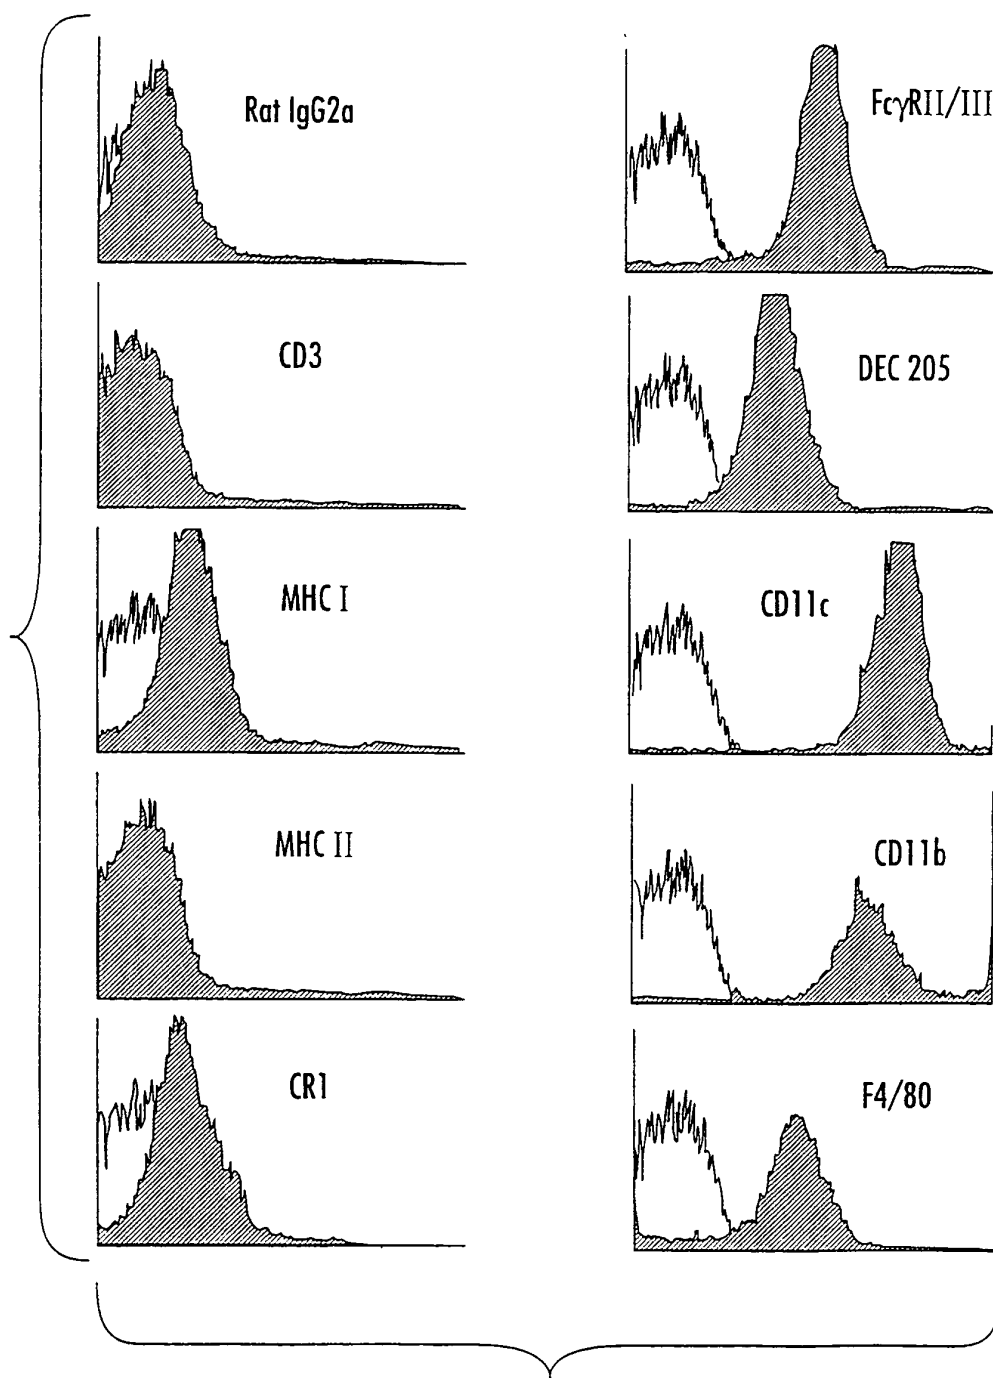 Rat IgG2a
FcγRII/III
CD3
DEC 205
MHC I
CD11c
MHC II
CD11b
CR1
F4/80